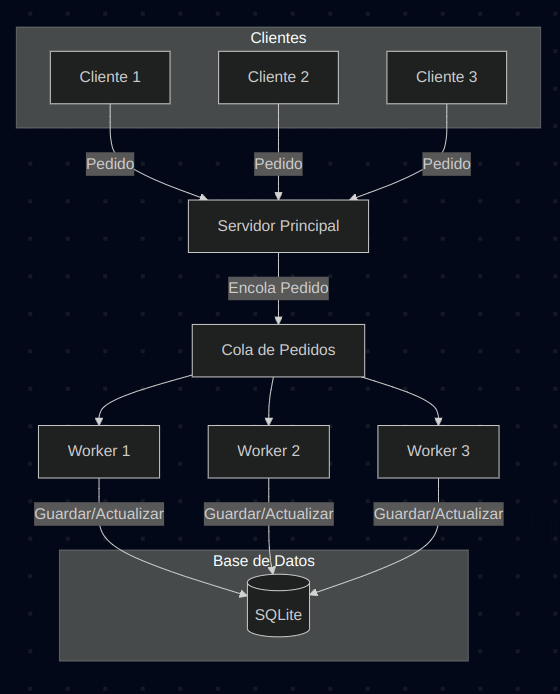 Clientes
Cliente 1
Cliente 2
Cliente 3
Pedido
Pedido
Pedido
Servidor Principal
Encola Pedido
Cola de Pedidos
Worker 1
Worker 2
Worker 3
Guardar/Actualizar
Guardar/Actualizar
Guardar/Actualizar
Base de Datos
SQLite